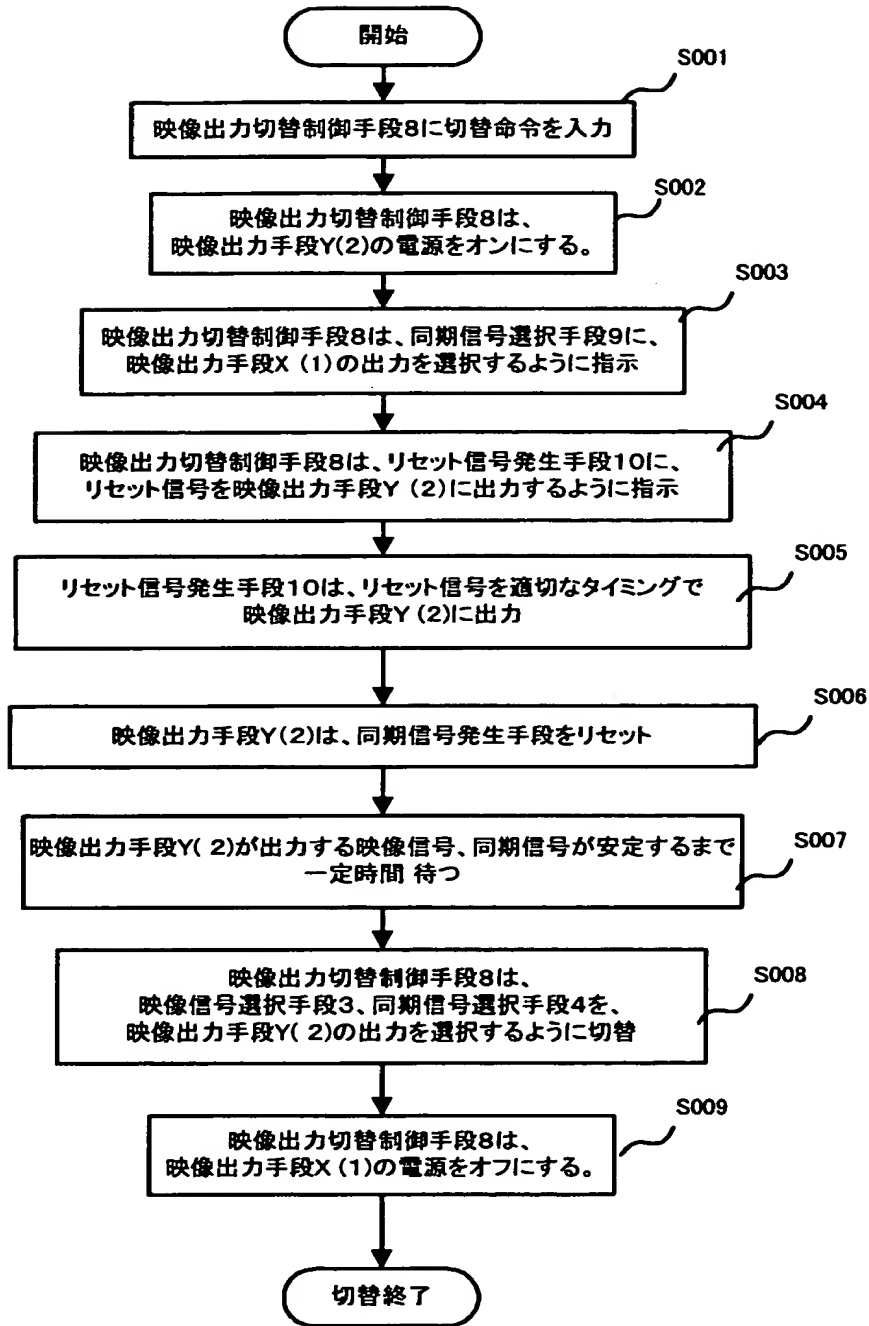 開始
S001
映像出力切替制御手段8に切替命令を入力
S002
映像出力切替制御手段8は、
映像出力手段Y(2)の電源をオンにする。
S003
映像出力切替制御手段8は、同期信号選択手段9に、
映像出力手段X (1)の出力を選択するように指示
S004
映像出力切替制御手段8は、リセット信号発生手段10に、
リセット信号を映像出力手段Y (2)に出力するように指示
S005
リセット信号発生手段10は、リセット信号を適切なタイミングで
映像出力手段Y (2)に出力
S006
映像出力手段Y(2)は、同期信号発生手段をリセット
S007
映像出力手段Y( 2)が出力する映像信号、同期信号が安定するまで
一定時間 待つ
S008
映像出力切替制御手段8は、
映像信号選択手段3、同期信号選択手段4を、
映像出力手段Y( 2)の出力を選択するように切替
S009
映像出力切替制御手段8は、
映像出力手段X (1)の電源をオフにする。
切替終了